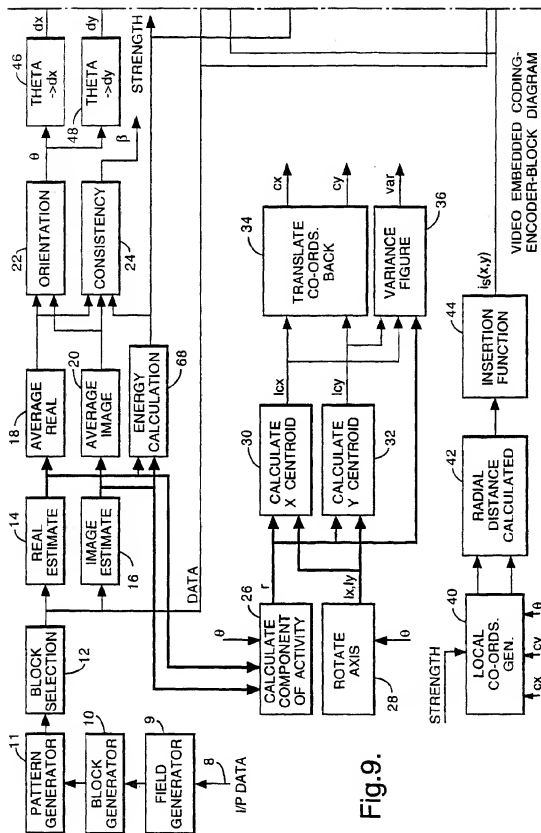 dx
46
THETA
->dx
dy
48
THETA
->dy
STRENGTH
θ
β
22
ORIENTATION
24
CONSISTENCY
18
AVERAGE
REAL
20
AVERAGE
IMAGE
68
ENERGY
CALCULATION
14
REAL
ESTIMATE
16
IMAGE
ESTIMATE
DATA
12
BLOCK
SELECTION
11
PATTERN
GENERATOR
10
BLOCK
GENERATOR
9
FIELD
GENERATOR
8
I/P DATA
26
CALCULATE
COMPONENT
OF ACTIVITY
θ
r
28
ROTATE
AXIS
θ
lx,ly
30
CALCULATE
X CENTROID
32
CALCULATE
Y CENTROID
lcx
lcy
34
TRANSLATE
CO-ORDS.
BACK
36
VARIANCE
FIGURE
cx
cy
var
STRENGTH
40
LOCAL
CO-ORDS.
GEN.
cx
cy
θ
42
RADIAL
DISTANCE
CALCULATED
44
INSERTION
FUNCTION
is(x,y)
VIDEO EMBEDDED CODING-
ENCODER-BLOCK DIAGRAM
Fig.9.